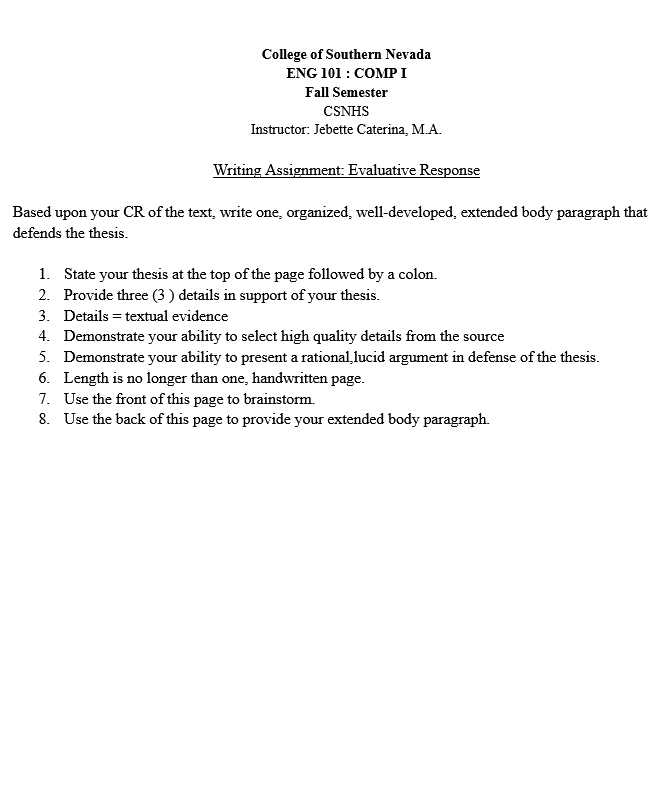 College of Southern Nevada
ENG 101 : COMP I
Fall Semester
CSNHS
Instructor: Jebette Caterina, M.A.
Writing Assignment: Evaluative Response
Based upon your CR of the text, write one, organized, well-developed, extended body paragraph that
defends the thesis.
1. State your thesis at the top of the page followed by a colon.
2. Provide three (3 ) details in support of your thesis.
3. Details = textual evidence
4. Demonstrate your ability to select high quality details from the source
5. Demonstrate your ability to present a rational,lucid argument in defense of the thesis.
6. Length is no longer than one, handwritten page.
7. Use the front of this page to brainstorm.
8. Use the back of this page to provide your extended body paragraph.